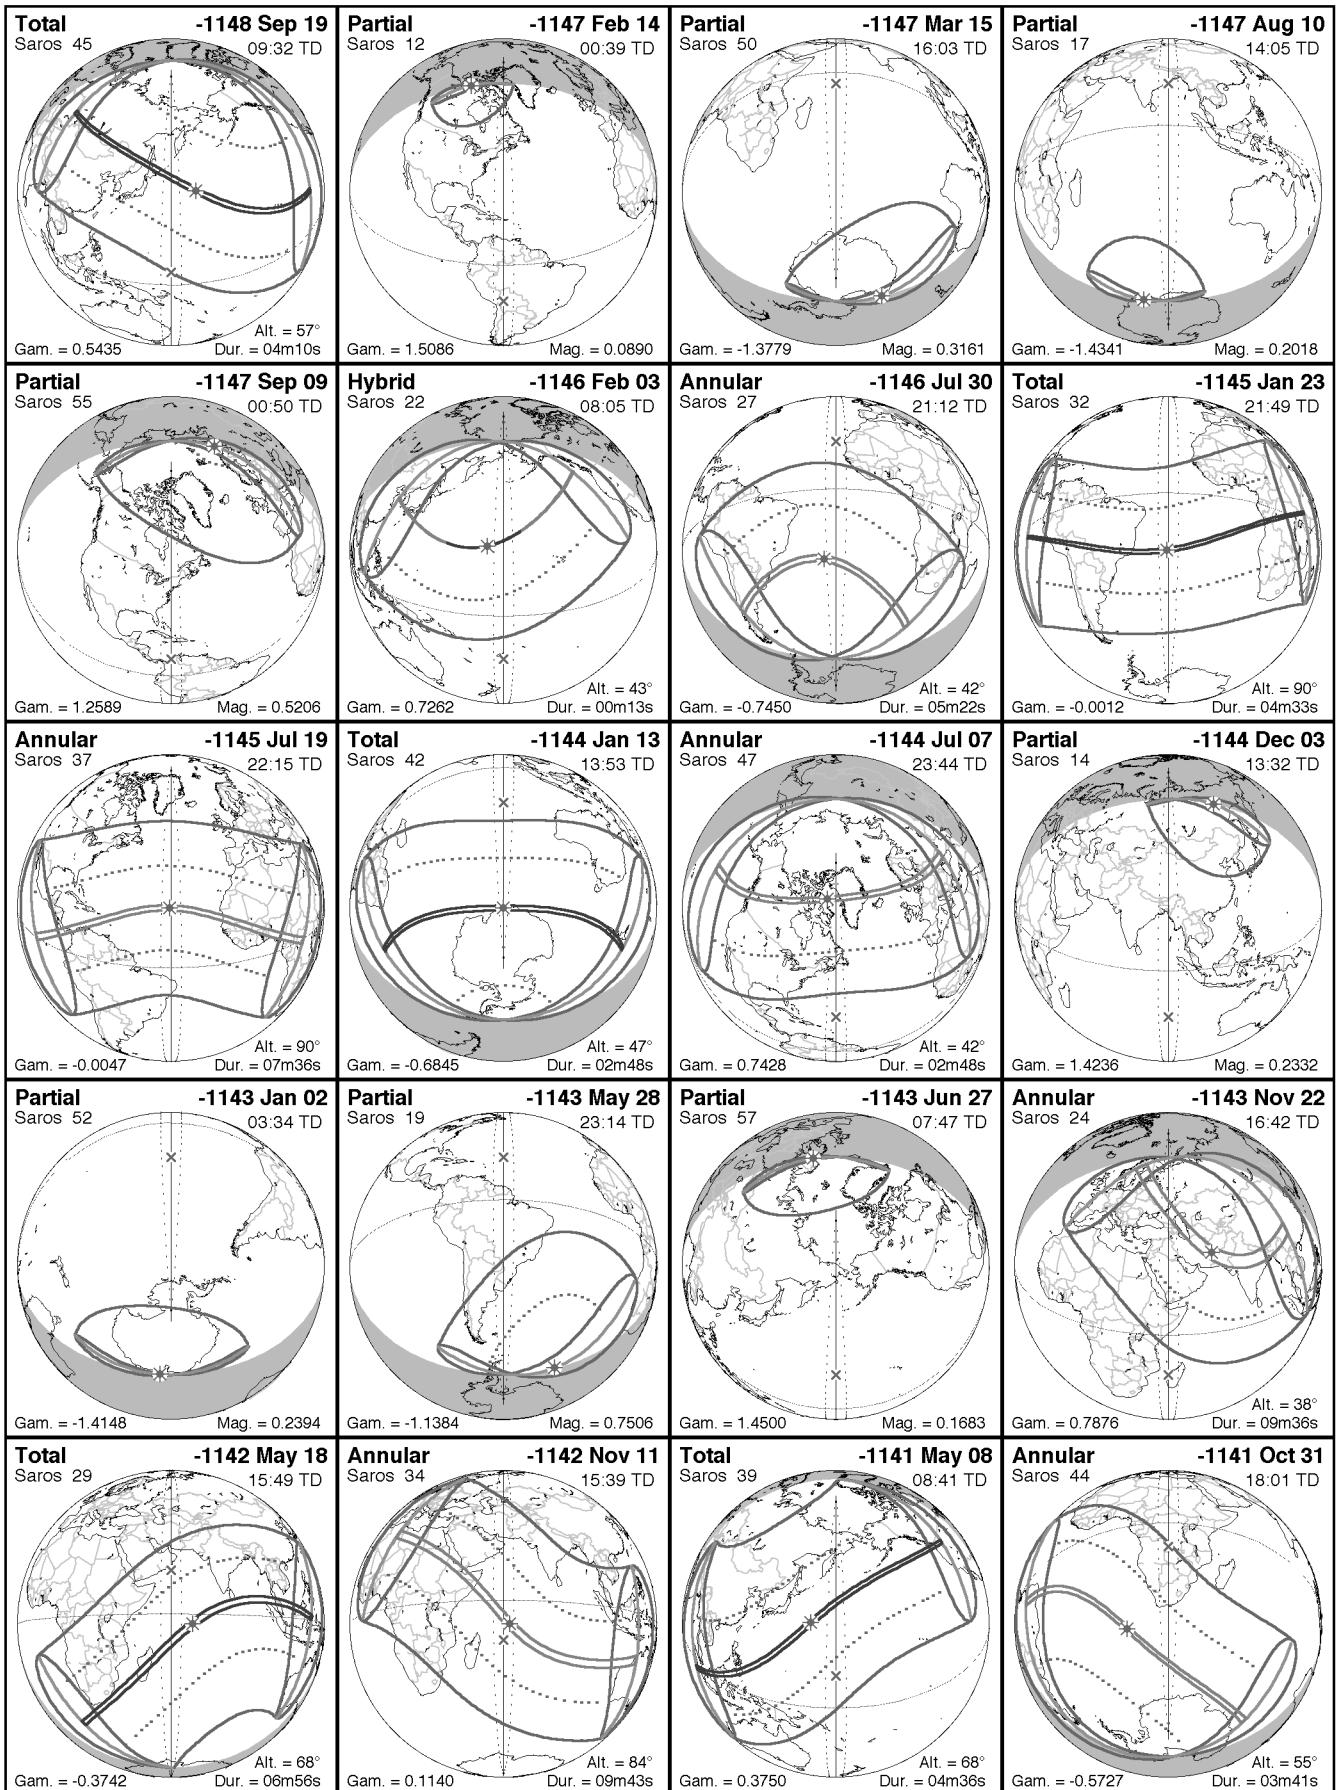 Total -1148 Sep 19
Saros 45 09:32 TD
Alt. = 57°
Gam. = 0.5435 Dur. = 04m10s
Partial -1147 Feb 14
Saros 12 00:39 TD
Gam. = 1.5086 Mag. = 0.0890
Partial -1147 Mar 15
Saros 50 16:03 TD
Gam. = -1.3779 Mag. = 0.3161
Partial -1147 Aug 10
Saros 17 14:05 TD
Gam. = -1.4341 Mag. = 0.2018
Partial -1147 Sep 09
Saros 55 00:50 TD
Gam. = 1.2589 Mag. = 0.5206
Hybrid -1146 Feb 03
Saros 22 08:05 TD
Alt. = 43°
Gam. = 0.7262 Dur. = 00m13s
Annular -1146 Jul 30
Saros 27 21:12 TD
Alt. = 42°
Gam. = -0.7450 Dur. = 05m22s
Total -1145 Jan 23
Saros 32 21:49 TD
Alt. = 90°
Gam. = -0.0012 Dur. = 04m33s
Annular -1145 Jul 19
Saros 37 22:15 TD
Alt. = 90°
Gam. = -0.0047 Dur. = 07m36s
Total -1144 Jan 13
Saros 42 13:53 TD
Alt. = 47°
Gam. = -0.6845 Dur. = 02m48s
Annular -1144 Jul 07
Saros 47 23:44 TD
Alt. = 42°
Gam. = 0.7428 Dur. = 02m48s
Partial -1144 Dec 03
Saros 14 13:32 TD
Gam. = 1.4236 Mag. = 0.2332
Partial -1143 Jan 02
Saros 52 03:34 TD
Gam. = -1.4148 Mag. = 0.2394
Partial -1143 May 28
Saros 19 23:14 TD
Gam. = -1.1384 Mag. = 0.7506
Partial -1143 Jun 27
Saros 57 07:47 TD
Gam. = 1.4500 Mag. = 0.1683
Annular -1143 Nov 22
Saros 24 16:42 TD
Alt. = 38°
Gam. = 0.7876 Dur. = 09m36s
Total -1142 May 18
Saros 29 15:49 TD
Alt. = 68°
Gam. = -0.3742 Dur. = 06m56s
Annular -1142 Nov 11
Saros 34 15:39 TD
Alt. = 84°
Gam. = 0.1140 Dur. = 09m43s
Total -1141 May 08
Saros 39 08:41 TD
Alt. = 68°
Gam. = 0.3750 Dur. = 04m36s
Annular -1141 Oct 31
Saros 44 18:01 TD
Alt. = 55°
Gam. = -0.5727 Dur. = 03m41s